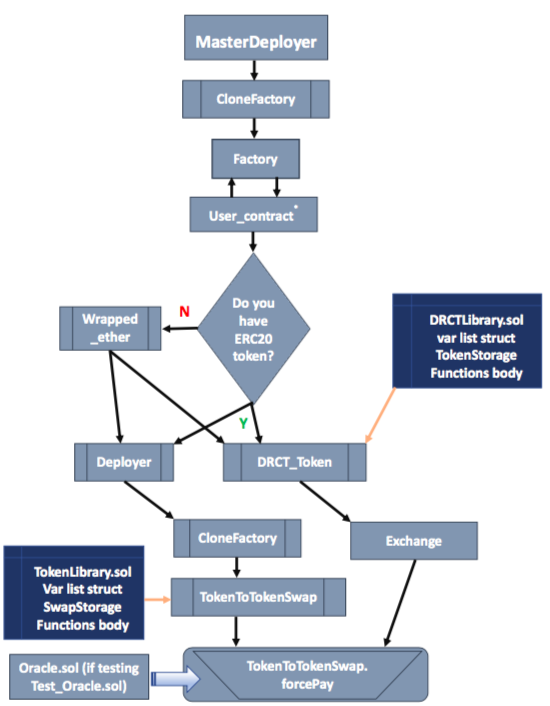 MasterDeployer
CloneFactory
Factory
User_contract*
Do you
have
ERC20
token?
N
Wrapped
_ether
DRCTLibrary.sol
var list struct
TokenStorage
Functions body
Y
Deployer
DRCT_Token
CloneFactory
Exchange
TokenLibrary.sol
Var list struct
SwapStorage
Functions body
TokenToTokenSwap
Oracle.sol (if testing
Test_Oracle.sol)
TokenToTokenSwap.
forcePay